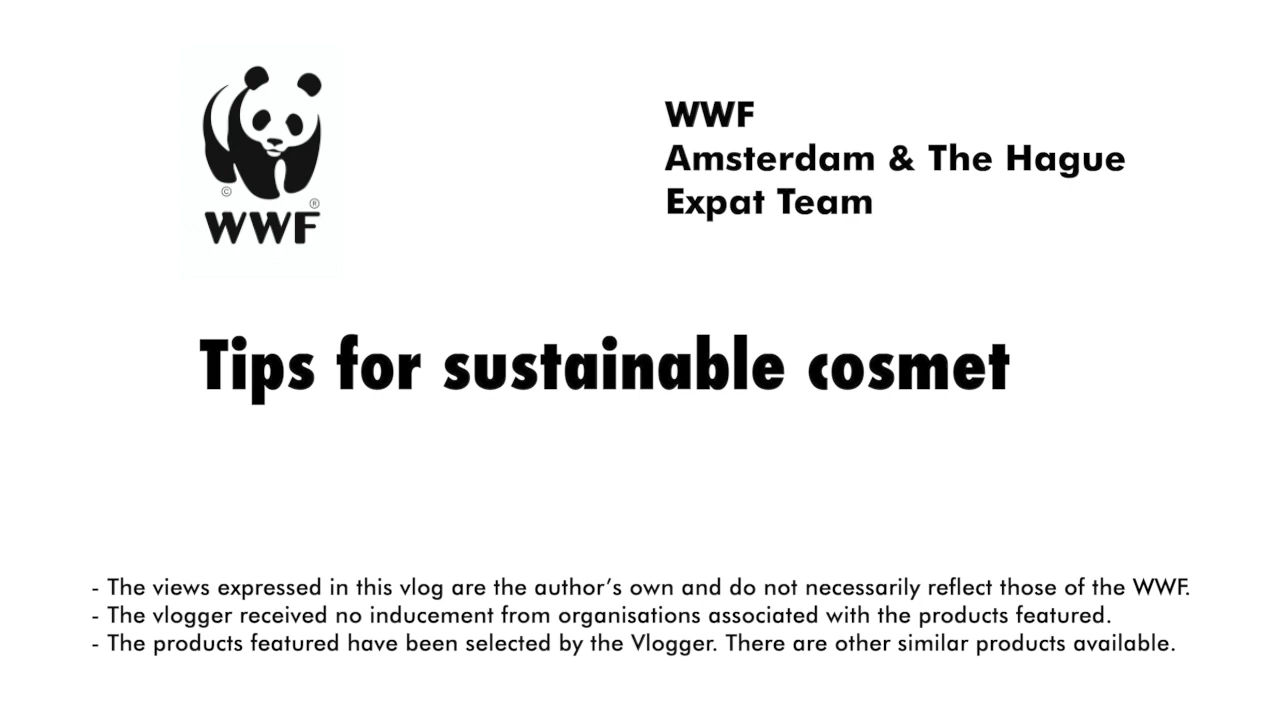 WWF
Amsterdam & The Hague
Expat Team
©
®
WWF
Tips for sustainable cosmet
- The views expressed in this vlog are the author’s own and do not necessarily reflect those of the WWF.
- The vlogger received no inducement from organisations associated with the products featured.
- The products featured have been selected by the Vlogger. There are other similar products available.